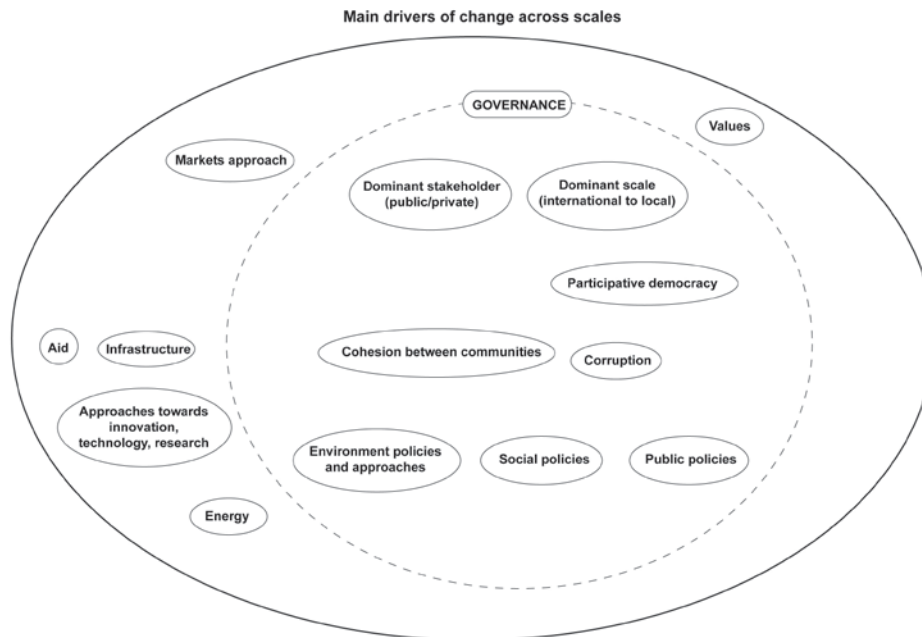 Main drivers of change across scales
GOVERNANCE
Values
Markets approach
Dominant stakeholder
(public/private)
Dominant scale
(international to local)
Participative democracy
Aid
Infrastructure
Cohesion between communities
Corruption
Approaches towards
innovation,
technology, research
Environment policies
and approaches
Social policies
Public policies
Energy